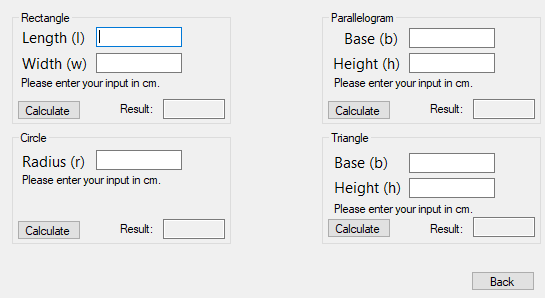 Rectangle
Length (l)
Width (w)
Please enter your input in cm.
Calculate Result:
Parallelogram
Base (b)
Height (h)
Please enter your input in cm.
Calculate Result:
Circle
Radius (r)
Please enter your input in cm.
Calculate Result:
Triangle
Base (b)
Height (h)
Please enter your input in cm.
Calculate Result:
Back